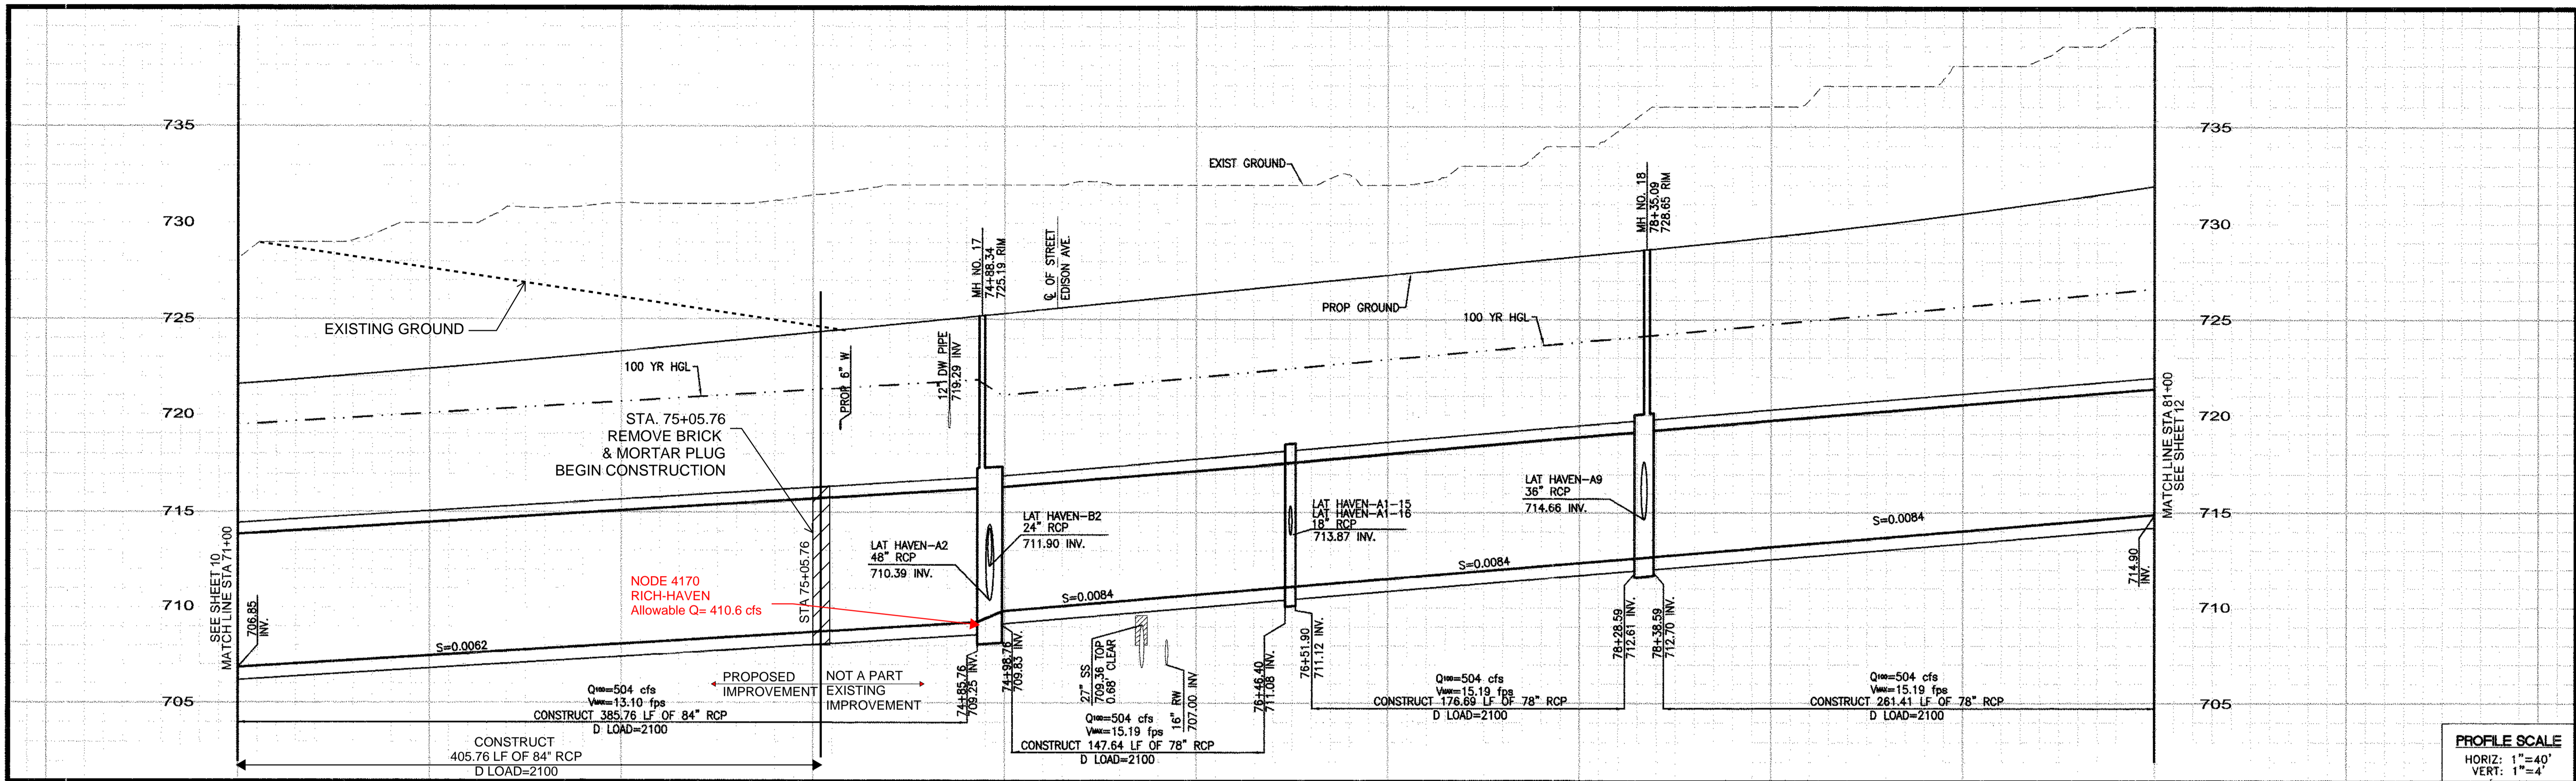 735
730
725
720
715
710
705
735
730
725
720
715
710
705
SEE SHEET 10
MATCH LINE STA 71+00
706.85
INV.
EXISTING GROUND
100 YR HGL
STA. 75+05.76
REMOVE BRICK
& MORTAR PLUG
BEGIN CONSTRUCTION
STA 75+05.76
PROP 6" W
12" DW PIPE
719.29 INV
MH NO. 17
74+88.34
725.19 RIM
℄ OF STREET
EDISON AVE.
EXIST GROUND
PROP GROUND
100 YR HGL
MH NO. 18
78+35.09
728.65 RIM
LAT HAVEN-B2
24" RCP
711.90 INV.
LAT HAVEN-A2
48" RCP
710.39 INV.
NODE 4170
RICH-HAVEN
Allowable Q= 410.6 cfs
LAT HAVEN-A1-15
LAT HAVEN-A1-16
18" RCP
713.87 INV.
LAT HAVEN-A9
36" RCP
714.66 INV.
S=0.0062
S=0.0084
S=0.0084
S=0.0084
714.90
INV.
MATCH LINE STA 81+00
SEE SHEET 12
PROPOSED
IMPROVEMENT
NOT A PART
EXISTING
IMPROVEMENT
74+85.76
709.25 INV.
74+98.76
709.83 INV.
27" SS
709.36 TOP
0.68' CLEAR
16" RW
707.00 INV
76+46.40
711.08 INV.
76+51.90
711.12 INV.
78+28.59
712.61 INV.
78+38.59
712.70 INV.
Q100=504 cfs
VMAX=13.10 fps
CONSTRUCT 385.76 LF OF 84" RCP
D LOAD=2100
CONSTRUCT
405.76 LF OF 84" RCP
D LOAD=2100
Q100=504 cfs
VMAX=15.19 fps
CONSTRUCT 147.64 LF OF 78" RCP
D LOAD=2100
Q100=504 cfs
VMAX=15.19 fps
CONSTRUCT 176.69 LF OF 78" RCP
D LOAD=2100
Q100=504 cfs
VMAX=15.19 fps
CONSTRUCT 261.41 LF OF 78" RCP
D LOAD=2100
PROFILE SCALE
HORIZ: 1"=40'
VERT: 1"=4'